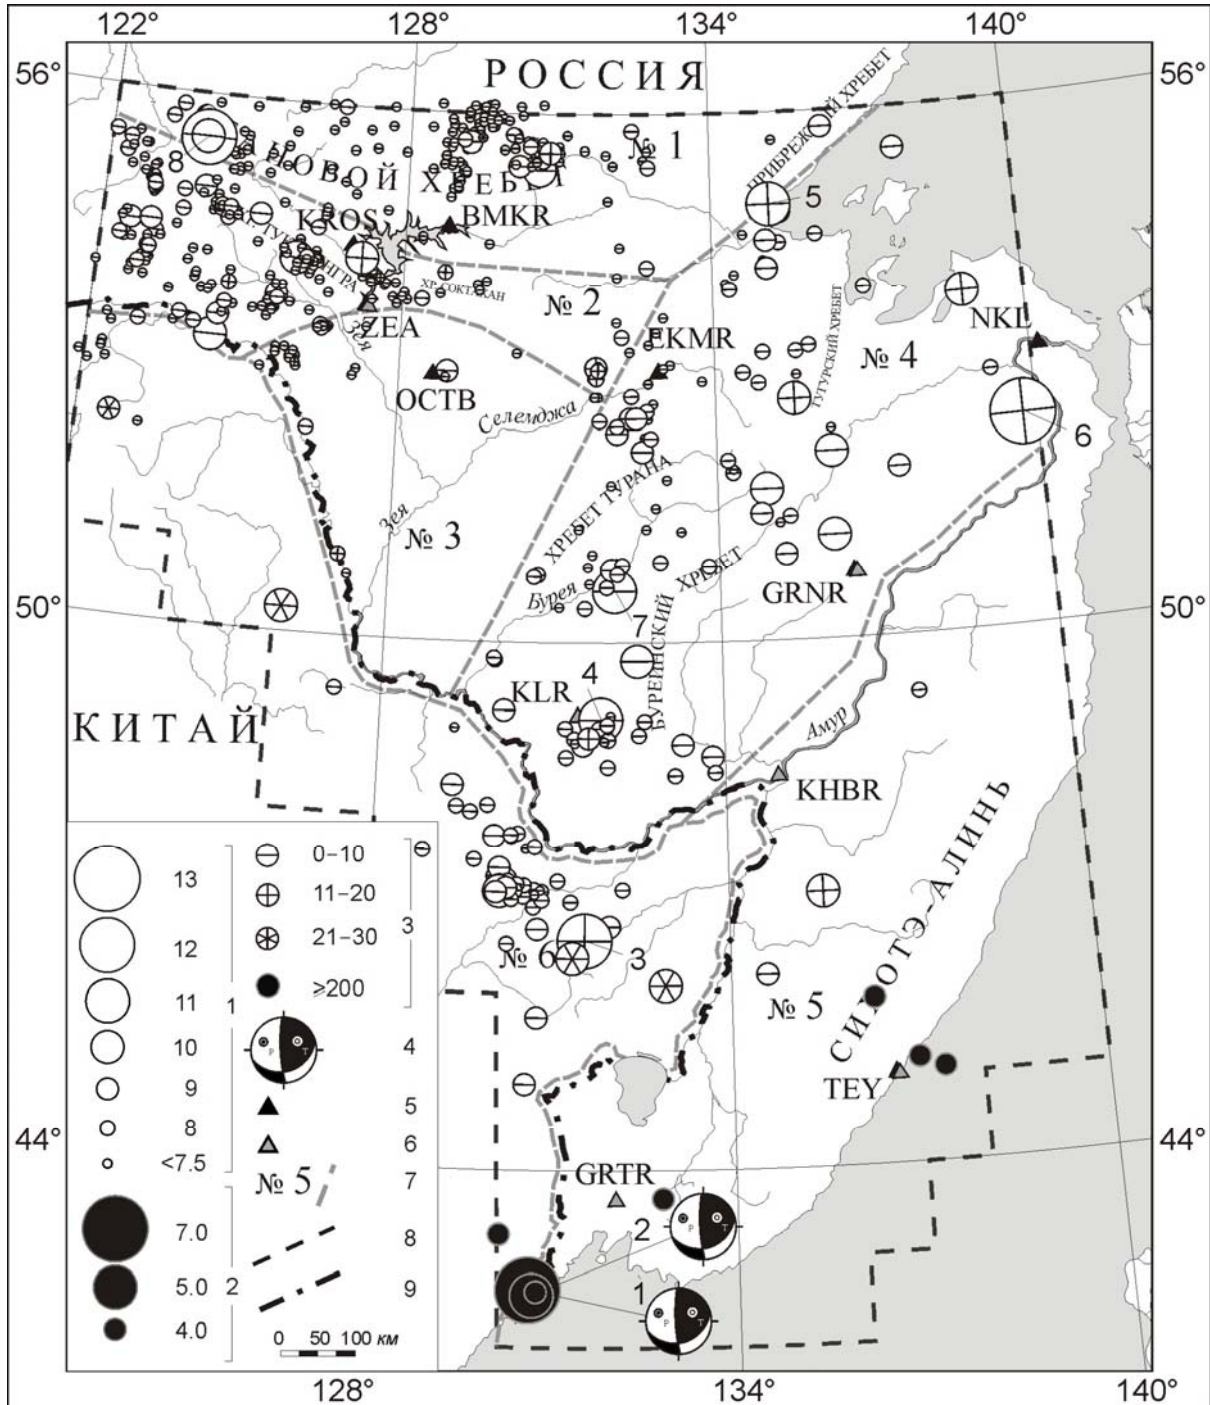 122°
128°
134°
140°
56°
56°
РОССИЯ
№ 1
ПРИБРЕЖНЫЙ ХРЕБЕТ
8
НОВОЙ ХРЕБЕТ
KROS
BMKR
5
ХР. СОКТАХАН
№ 2
ZEA
Зея
EKMR
NKL
ТУГУРСКИЙ ХРЕБЕТ
№ 4
OCTB
Селемджа
6
ХРЕБЕТ ТУРАНА
Зея
№ 3
Бурея
БУРЕИНСКИЙ ХРЕБЕТ
GRNR
50°
50°
7
4
KLR
КИТАЙ
Амур
KHBR
СИХОТЭ-АЛИНЬ
№ 6
3
№ 5
TEY
44°
44°
GRTR
2
1
13
12
11
10
9
8
<7.5
1
7.0
5.0
4.0
2
0–10
11–20
21–30
≥200
3
P
T
4
5
6
№ 5
7
8
9
0 50 100 км
P
T
P
T
128°
134°
140°